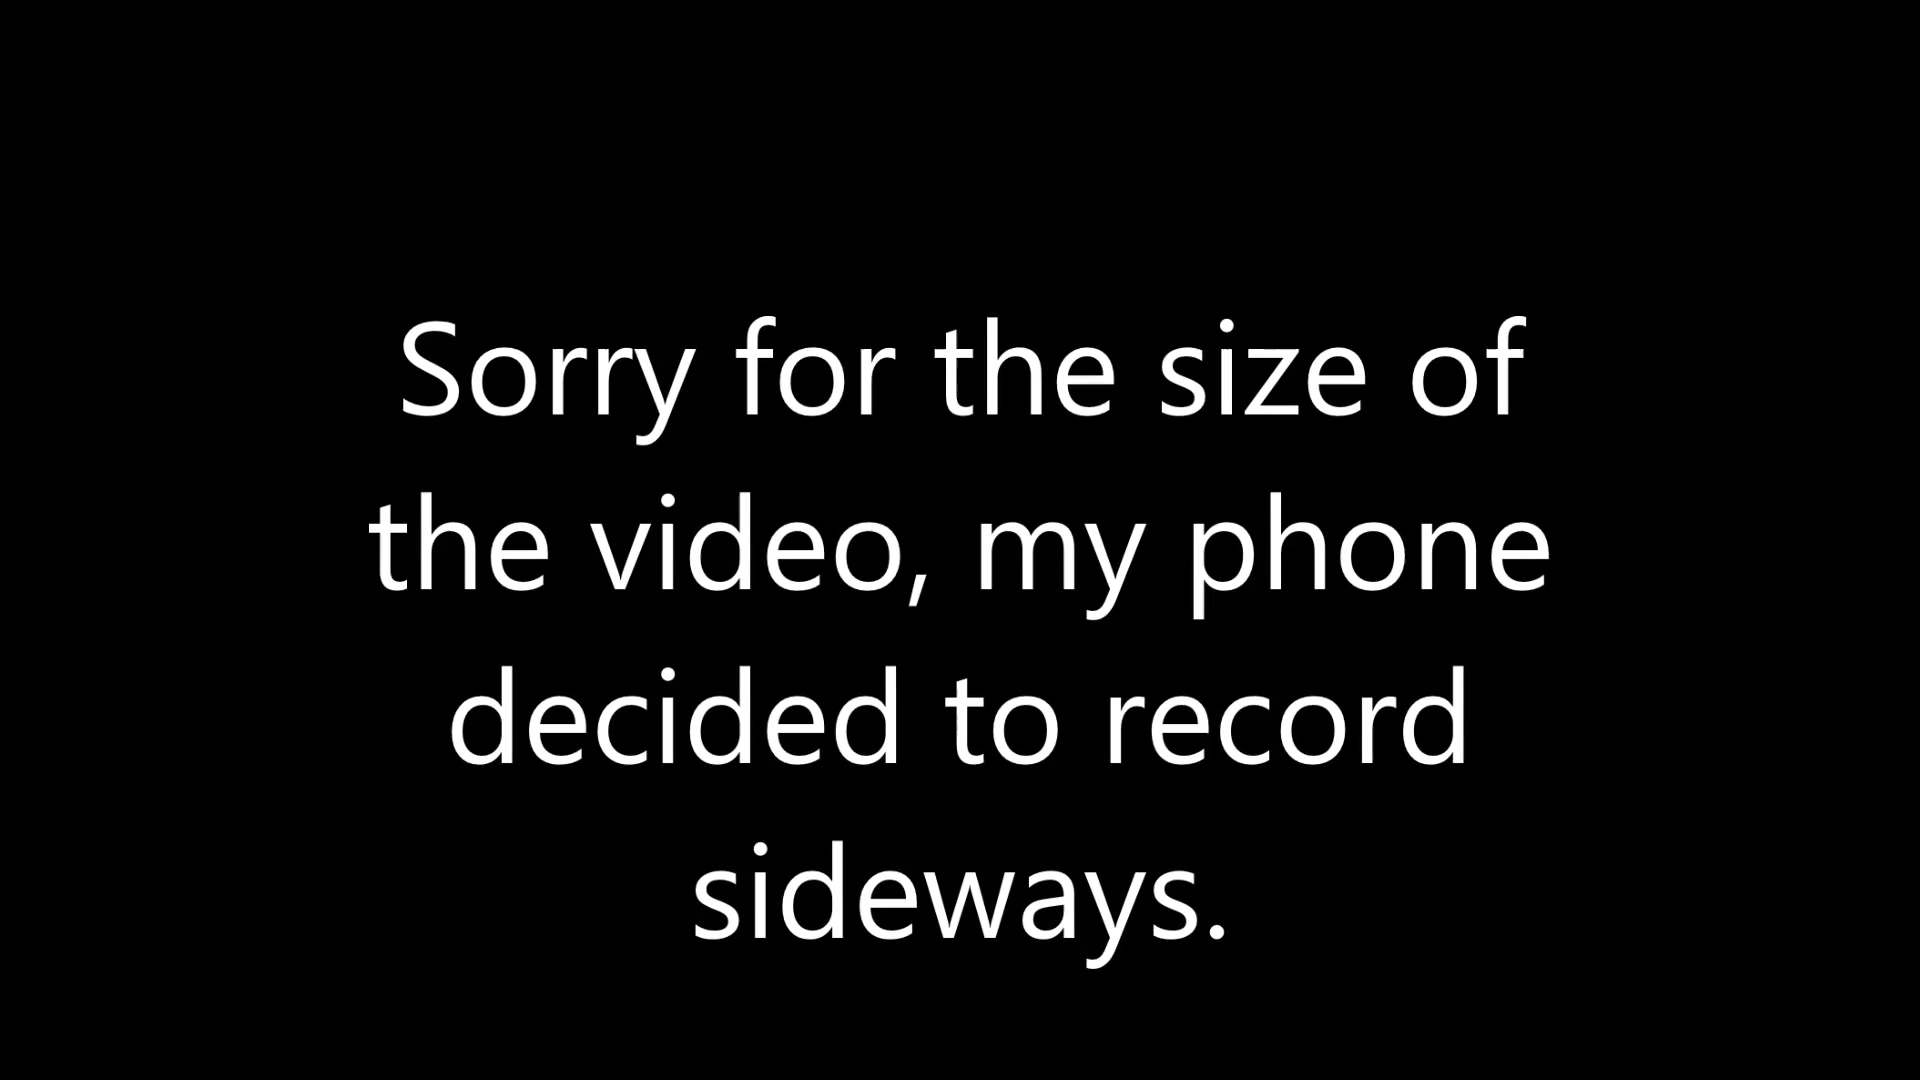 Sorry for the size of
the video, my phone
decided to record
sideways.